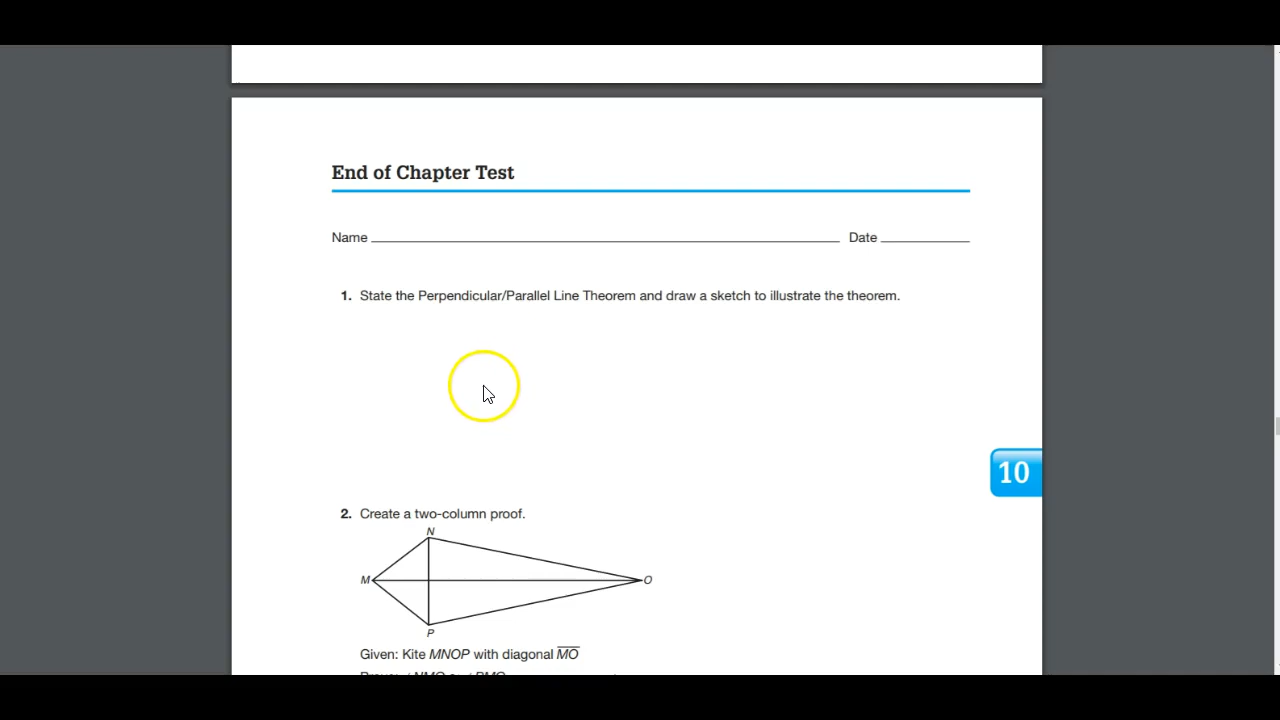 End of Chapter Test
Name Date
1. State the Perpendicular/Parallel Line Theorem and draw a sketch to illustrate the theorem.
10
2. Create a two-column proof.
N
M
O
P
Given: Kite MNOP with diagonal MO